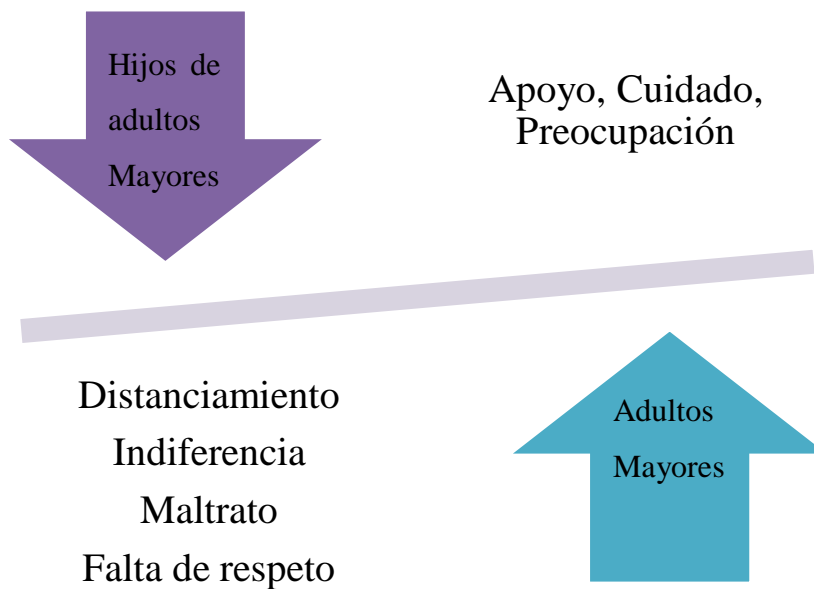 Hijos de
adultos
Mayores
Apoyo, Cuidado,
Preocupación
Distanciamiento
Indiferencia
Maltrato
Falta de respeto
Adultos
Mayores